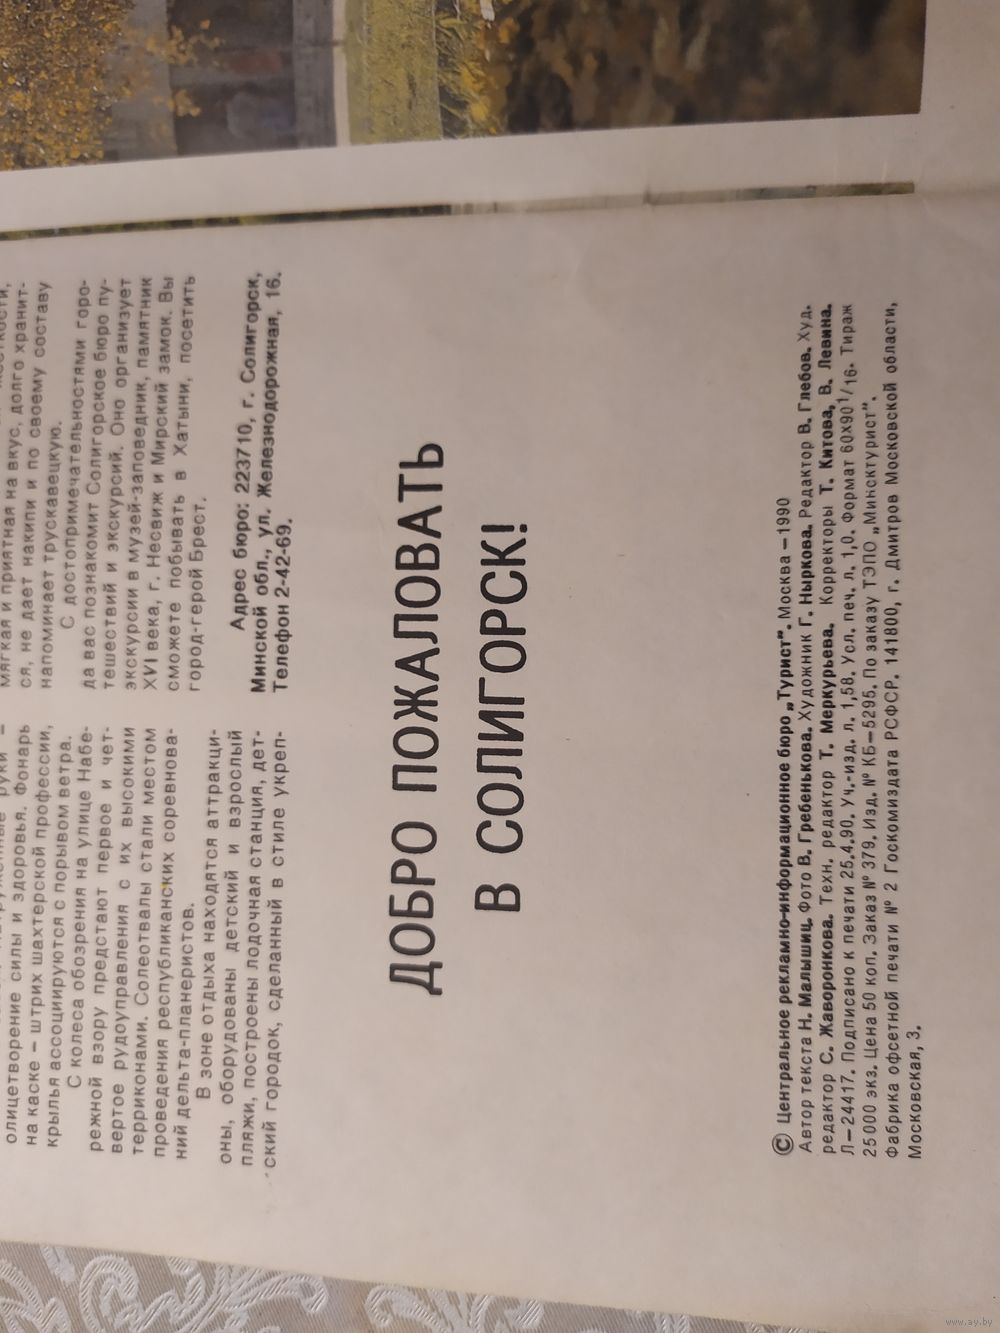 олицетворение силы и здоровья. Фонарь
на каске – штрих шахтерской профессии,
крылья ассоциируются с порывом ветра.
С колеса обозрения на улице Набе-
режной взору предстают первое и чет-
вертое рудоуправления с их высокими
терриконами. Солеотвалы стали местом
проведения республиканских соревнова-
ний дельта-планеристов.
В зоне отдыха находятся аттракци-
оны, оборудованы детский и взрослый
пляжи, построены лодочная станция, дет-
ский городок, сделанный в стиле укреп-
мягкая и приятная на вкус, долго хранит-
ся, не дает накипи и по своему составу
напоминает трускавецкую.
С достопримечательностями горо-
да вас познакомит Солигорское бюро пу-
тешествий и экскурсий. Оно организует
экскурсии в музей-заповедник, памятник
XVI века, г. Несвиж и Мирский замок. Вы
сможете побывать в Хатыни, посетить
город-герой Брест.
Адрес бюро: 223710, г. Солигорск,
Минской обл., ул. Железнодорожная, 16.
Телефон 2-42-69.
ДОБРО ПОЖАЛОВАТЬ
В СОЛИГОРСК!
© Центральное рекламно-информационное бюро „Турист". Москва – 1990
Автор текста Н. Малышиц. Фото В. Гребенькова. Художник Г. Ныркова. Редактор В. Глебов. Худ.
редактор С. Жаворонкова. Техн. редактор Т. Меркурьева. Корректоры Т. Китова, В. Левина.
Л–24417. Подписано к печати 25.4.90. Уч.-изд. л. 1,58. Усл. печ. л. 1,0. Формат 60х90 1/16. Тираж
25000 экз. Цена 50 коп. Заказ № 379. Изд. № КБ–5295. По заказу ТЭПО „Минсктурист".
Фабрика офсетной печати № 2 Госкомиздата РСФСР. 141800, г. Дмитров Московской области,
Московская, 3.
www.ay.by